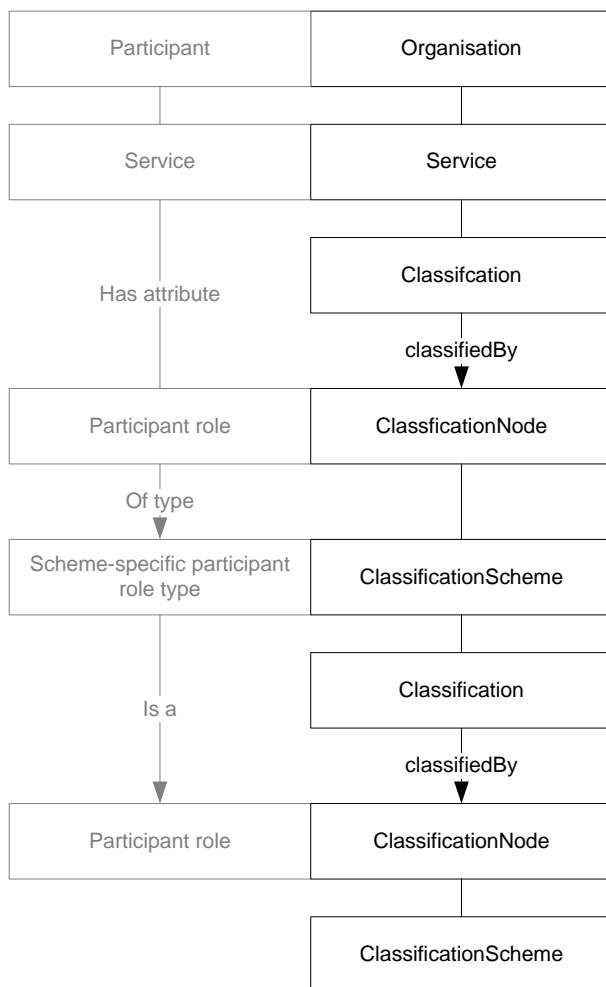 Participant
Organisation
Service
Service
Classifcation
Has attribute
classifiedBy
Participant role
ClassficationNode
Of type
Scheme-specific participant
role type
ClassificationScheme
Classification
Is a
classifiedBy
Participant role
ClassificationNode
ClassificationScheme